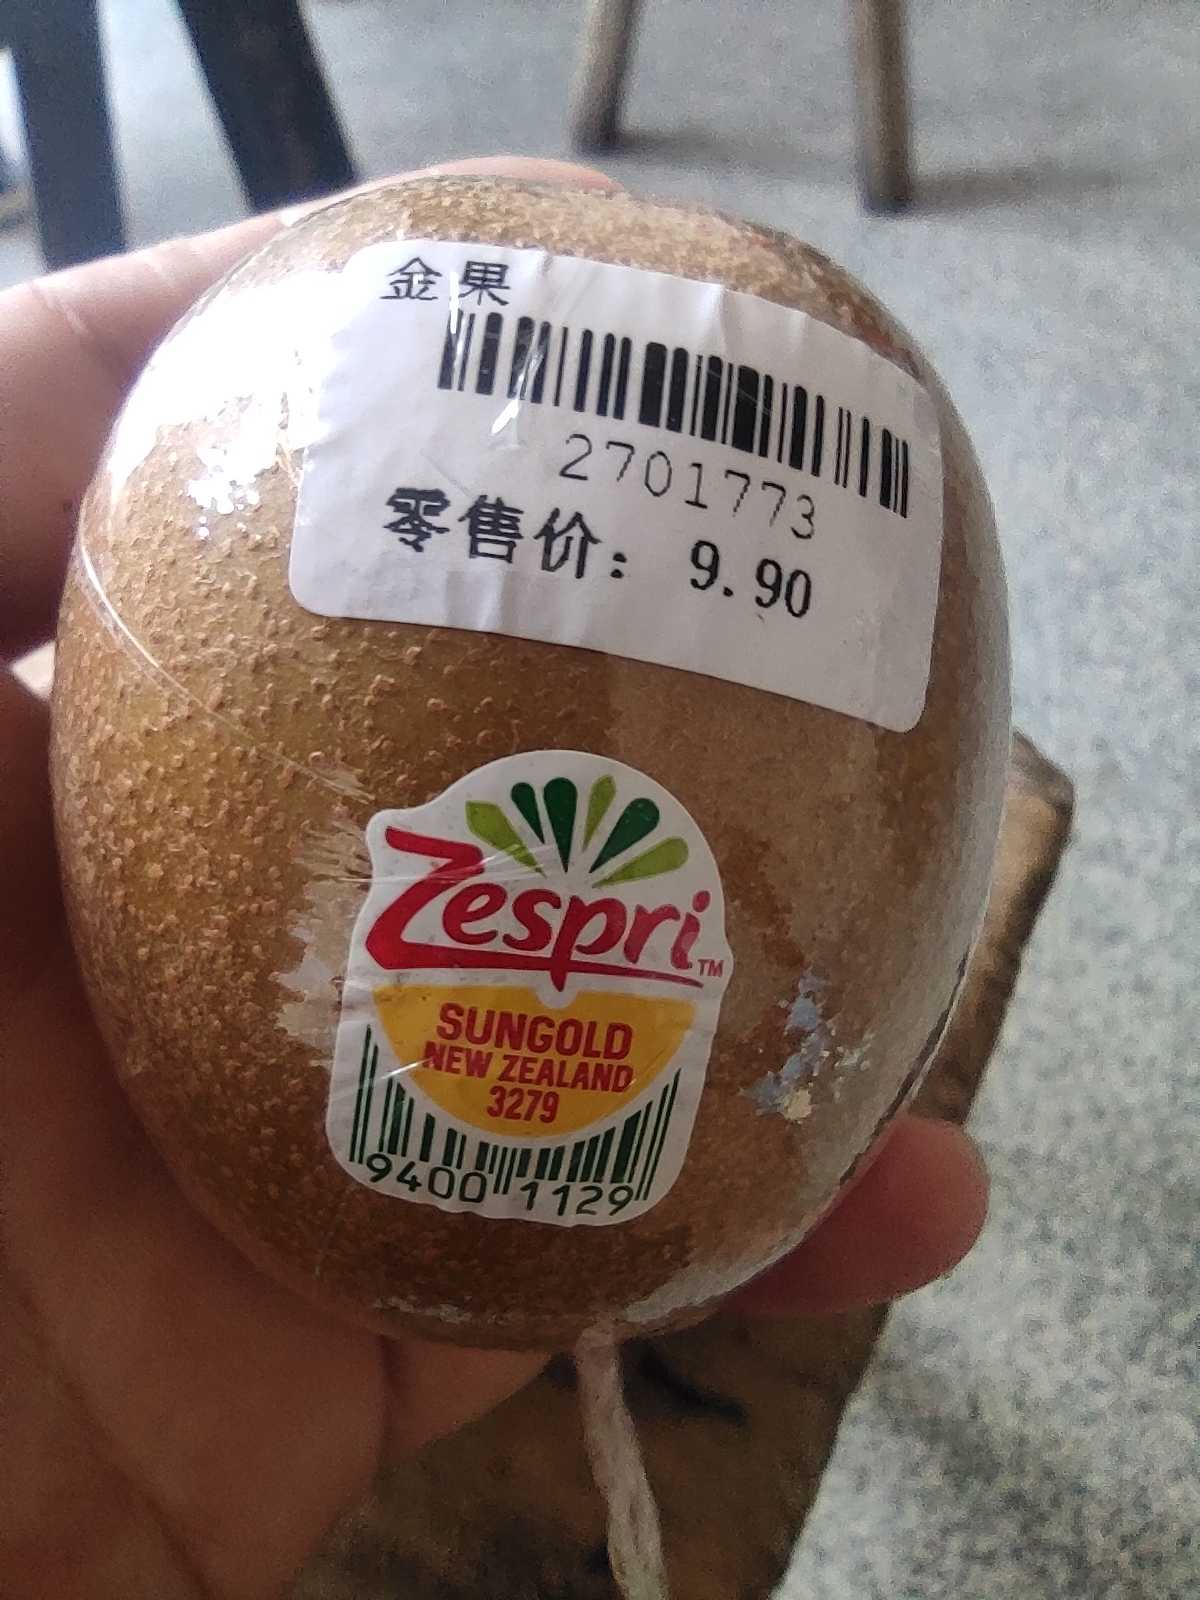 金果
2701773
零售价: 9.90
Zespri™
SUNGOLD
NEW ZEALAND
3279
9400 1129